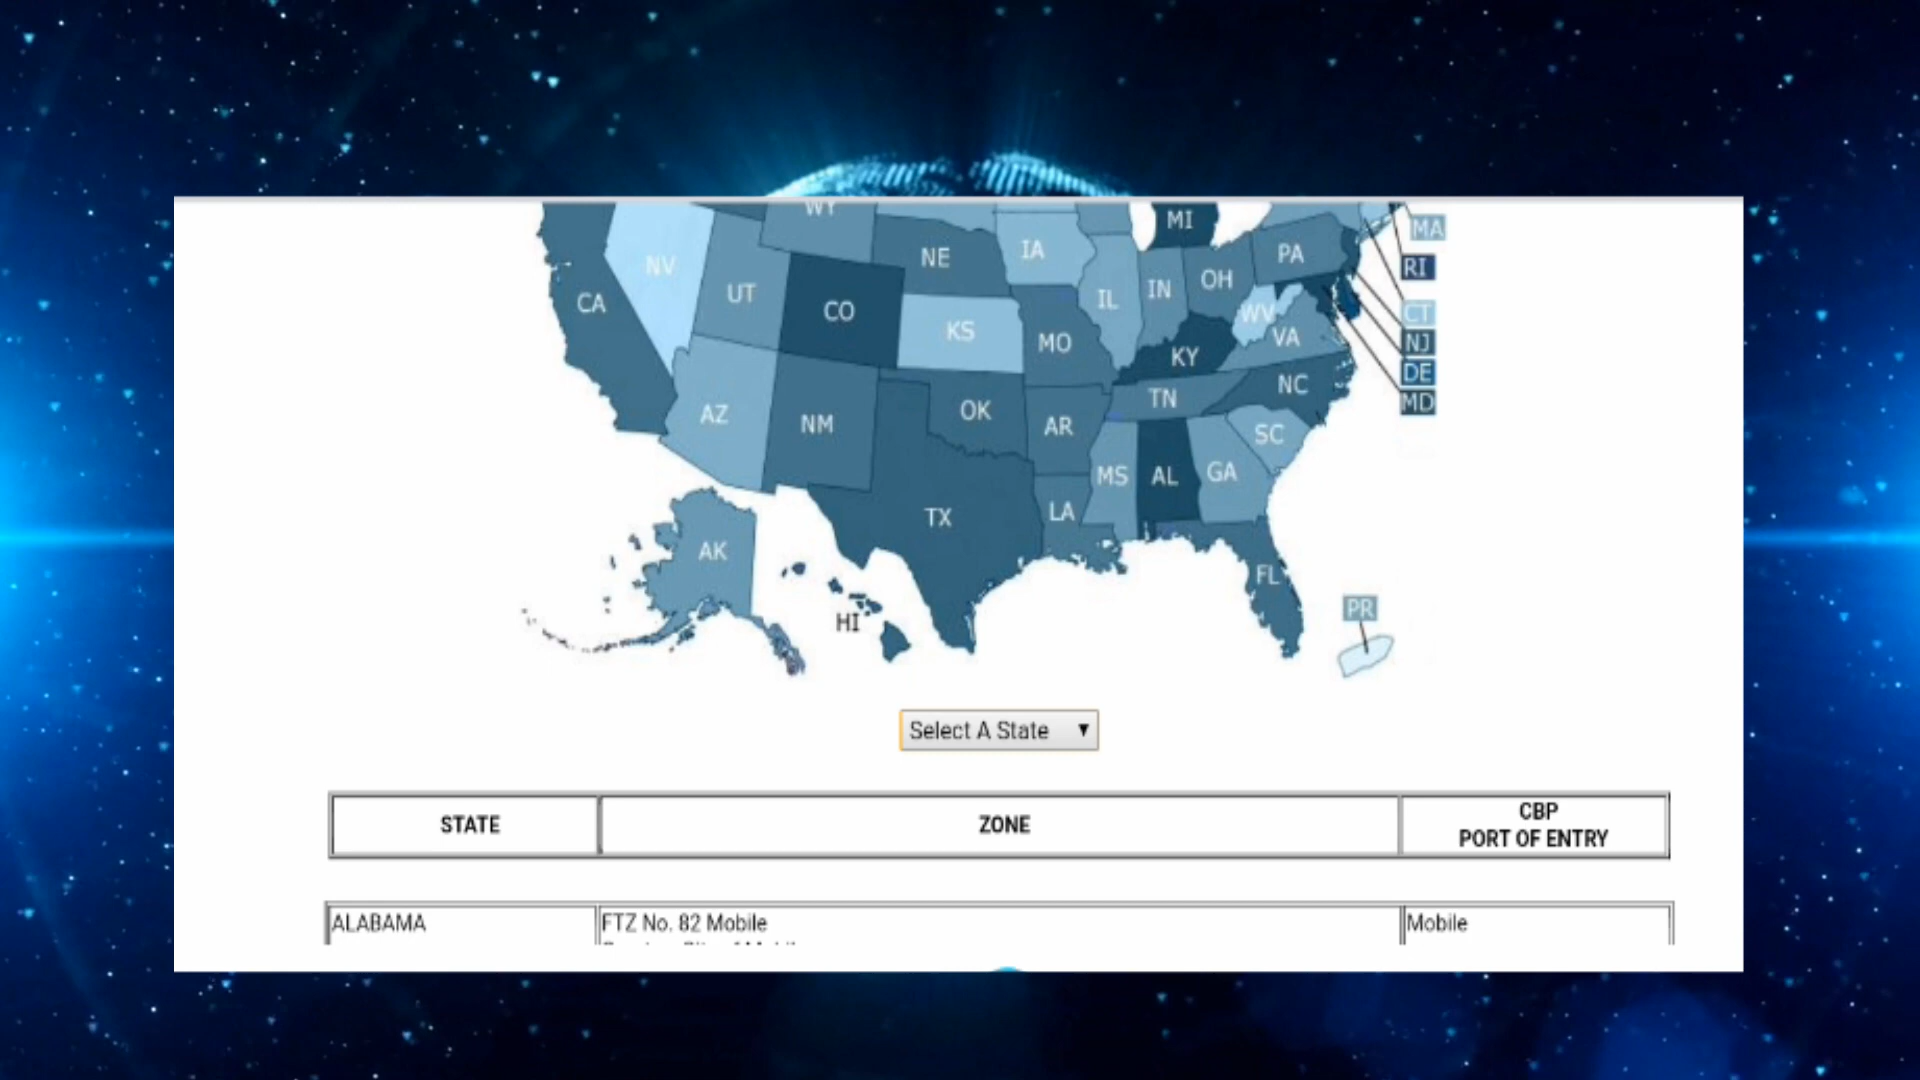 WY
MI
MA
NV
NE
IA
PA
RI
CA
UT
CO
IL
IN
OH
CT
KS
MO
WV
VA
NJ
KY
DE
AZ
NM
OK
AR
TN
NC
MD
MS
AL
GA
SC
TX
LA
AK
FL
HI
PR
Select A State
STATE
ZONE
CBP
PORT OF ENTRY
ALABAMA
FTZ No. 82 Mobile
Mobile